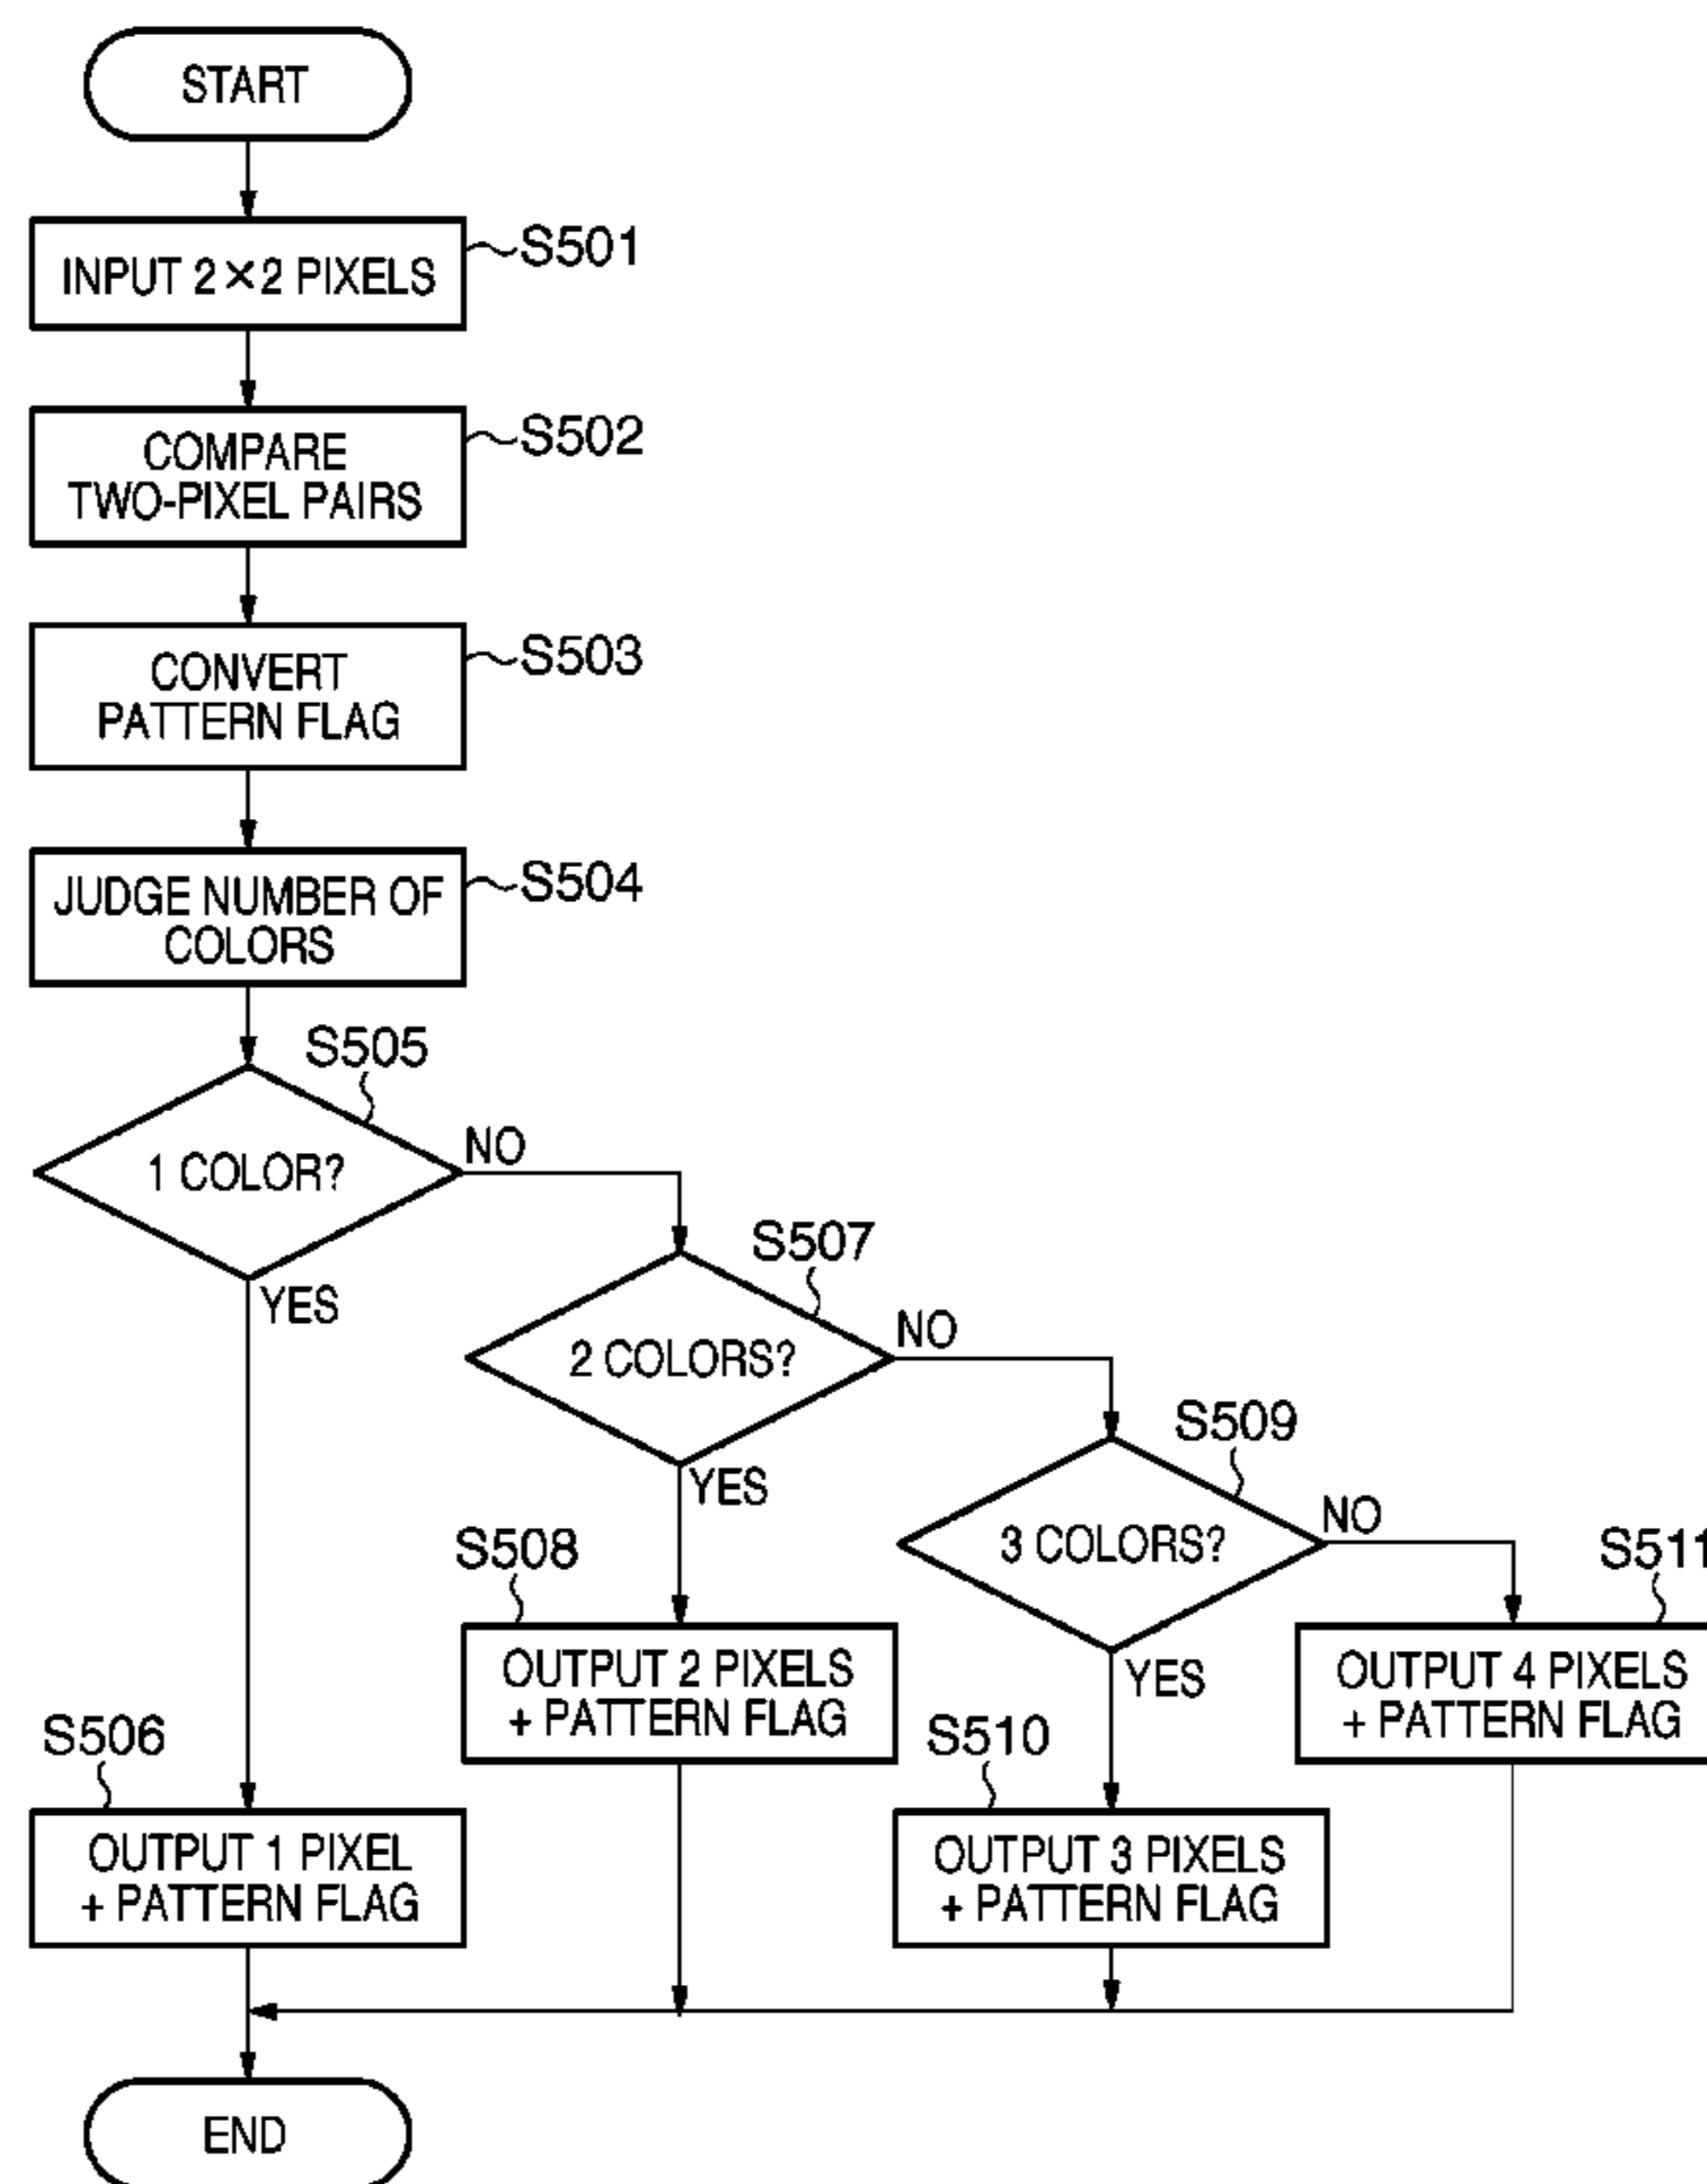 START
INPUT 2×2 PIXELS
S501
COMPARE
TWO-PIXEL PAIRS
S502
CONVERT
PATTERN FLAG
S503
JUDGE NUMBER OF
COLORS
S504
S505
1 COLOR?
NO
YES
S507
2 COLORS?
NO
YES
S509
3 COLORS?
NO
YES
S508
OUTPUT 2 PIXELS
+ PATTERN FLAG
S511
OUTPUT 4 PIXELS
+ PATTERN FLAG
S506
OUTPUT 1 PIXEL
+ PATTERN FLAG
S510
OUTPUT 3 PIXELS
+ PATTERN FLAG
END